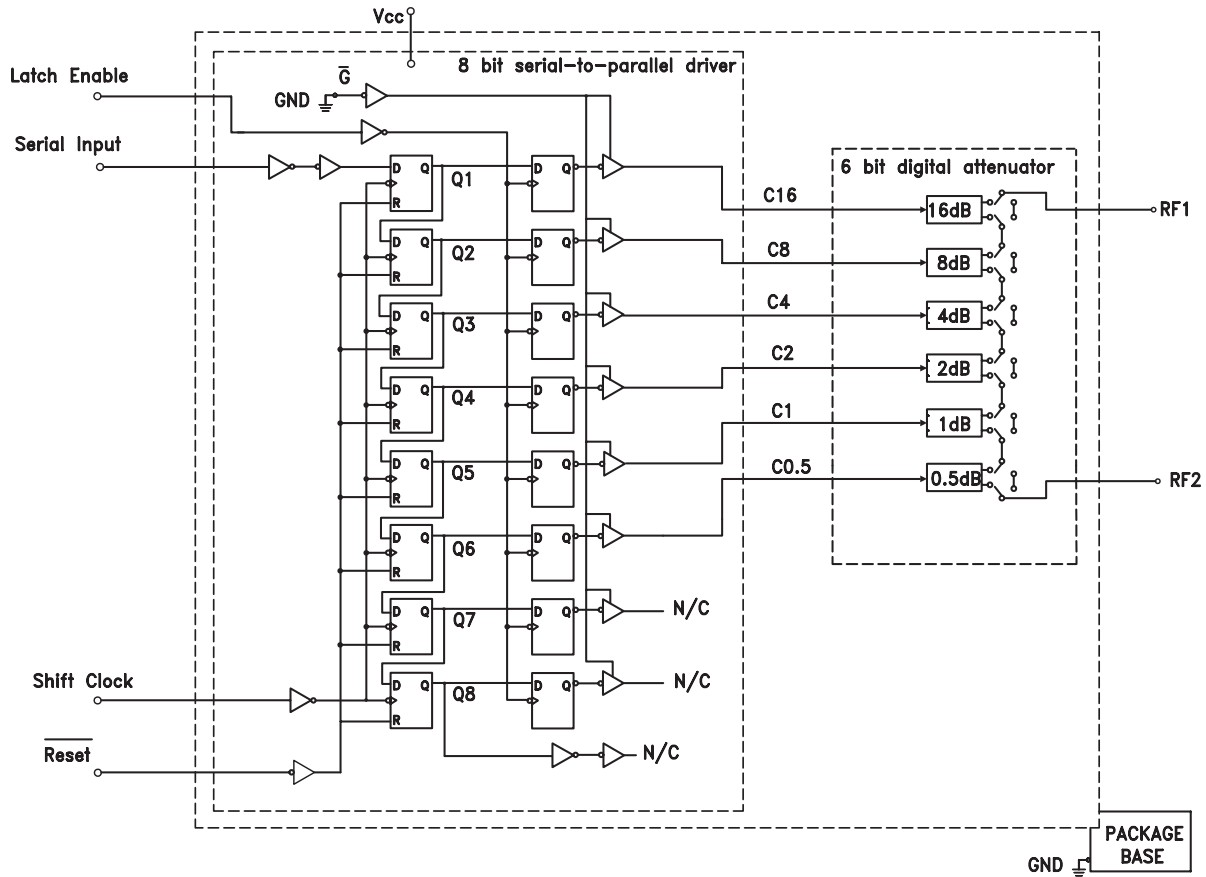 Vcc
8 bit serial-to-parallel driver
Latch Enable
G
GND
Serial Input
D Q
R
Q1
D Q
C16
6 bit digital attenuator
16dB
RF1
D Q
R
Q2
D Q
C8
8dB
D Q
R
Q3
D Q
C4
4dB
D Q
R
Q4
D Q
C2
2dB
D Q
R
Q5
D Q
C1
1dB
D Q
R
Q6
D Q
C0.5
0.5dB
RF2
D Q
R
Q7
D Q
N/C
D Q
R
Q8
D Q
N/C
N/C
Shift Clock
Reset
PACKAGE
BASE
GND